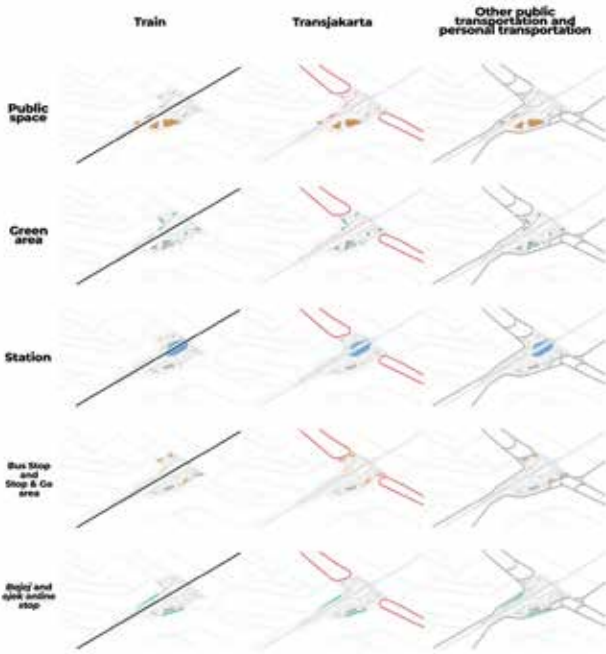 Train
Transjakarta
Other public
transportation and
personal transportation
Public
space
Green
area
Station
Bus Stop
and
Stop & Go
area
Bajaj and
ojek online
stop